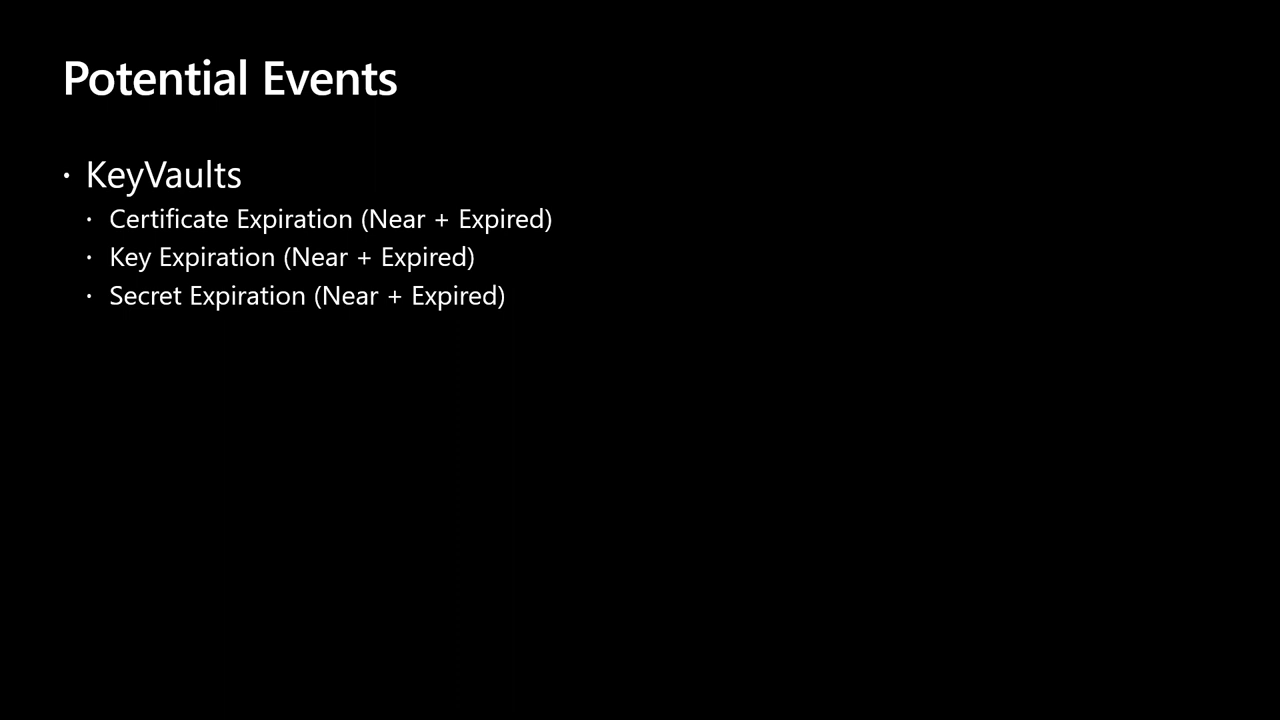 Potential Events
• KeyVaults
• Certificate Expiration (Near + Expired)
• Key Expiration (Near + Expired)
• Secret Expiration (Near + Expired)